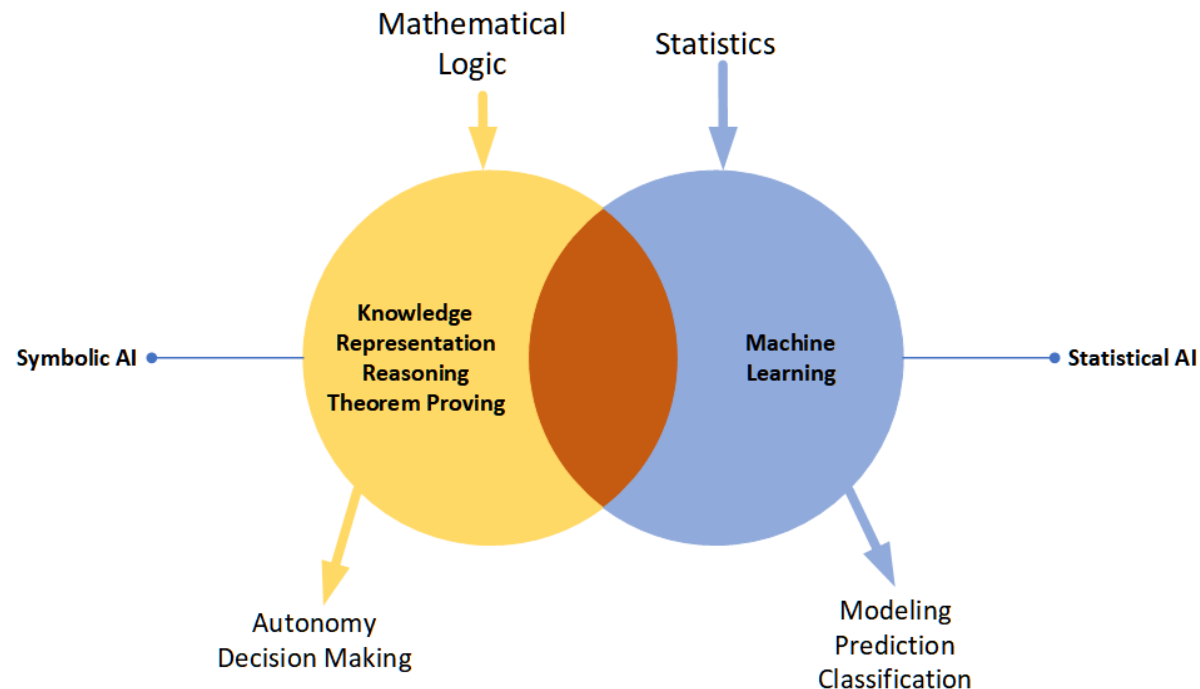 Mathematical
Logic
Statistics
Knowledge
Representation
Reasoning
Theorem Proving
Machine
Learning
Symbolic AI
Statistical AI
Autonomy
Decision Making
Modeling
Prediction
Classification